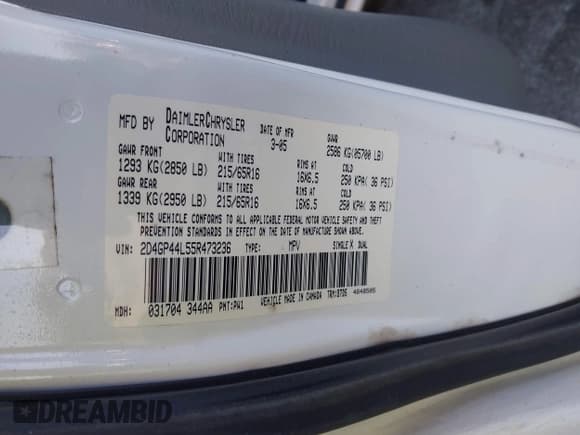 MFD BY DAIMLERCHRYSLER CORPORATION DATE OF MFR 3-05 GVWR 2586 KG(05700 LB)
GAWR FRONT WITH TIRES RIMS AT COLD
1293 KG(2850 LB) 215/65R16 16X6.5 250 KPA( 36 PSI)
GAWR REAR WITH TIRES RIMS AT COLD
1339 KG(2950 LB) 215/65R16 16X6.5 250 KPA( 36 PSI)
THIS VEHICLE CONFORMS TO ALL APPLICABLE FEDERAL MOTOR VEHICLE SAFETY AND THEFT
PREVENTION STANDARDS IN EFFECT ON THE DATE OF MANUFACTURE SHOWN ABOVE.
VIN: 2D4GP44L55R473236 TYPE: MPV SINGLE X DUAL
MDH: 031704 344AA PNT:PW1 VEHICLE MADE IN CANADA
DREAMBID